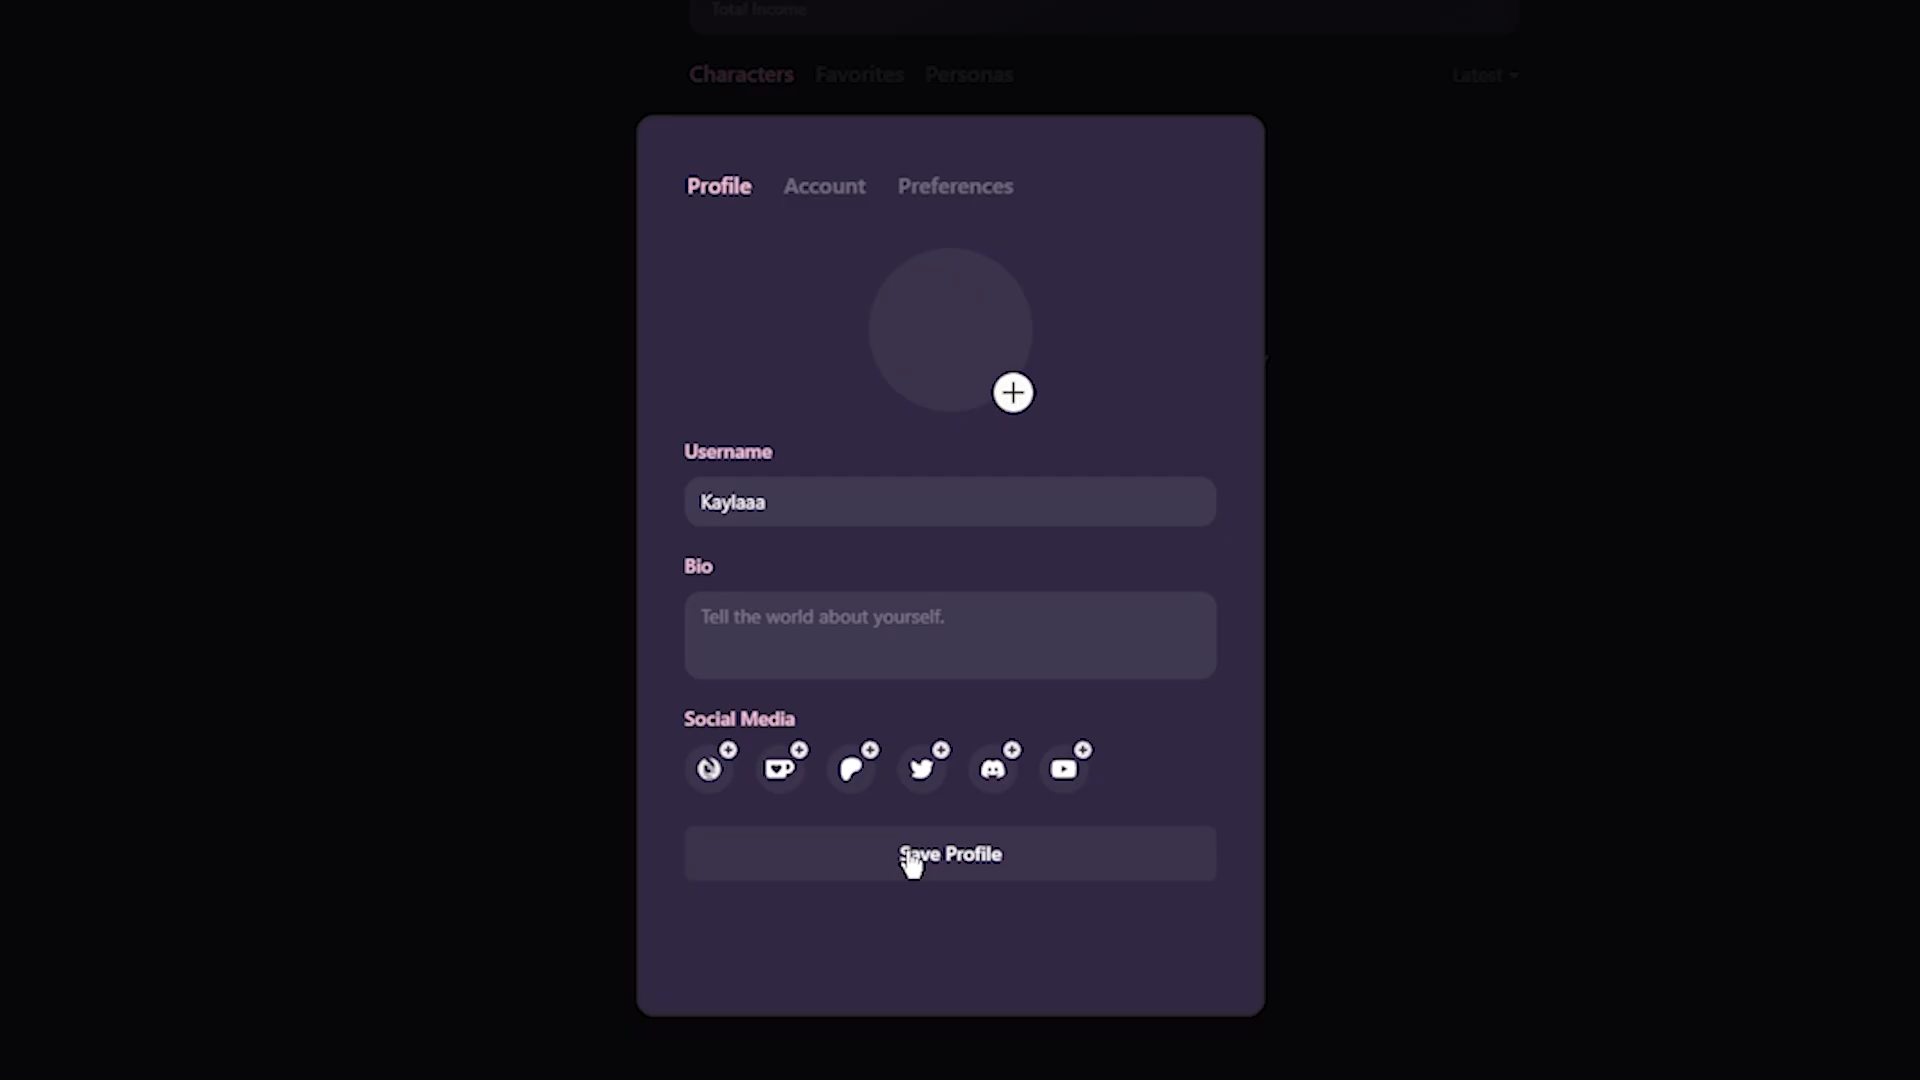 Total Income
Characters Favorites Personas Latest
Profile Account Preferences
Username
Kaylaaa
Bio
Tell the world about yourself.
Social Media
Save Profile